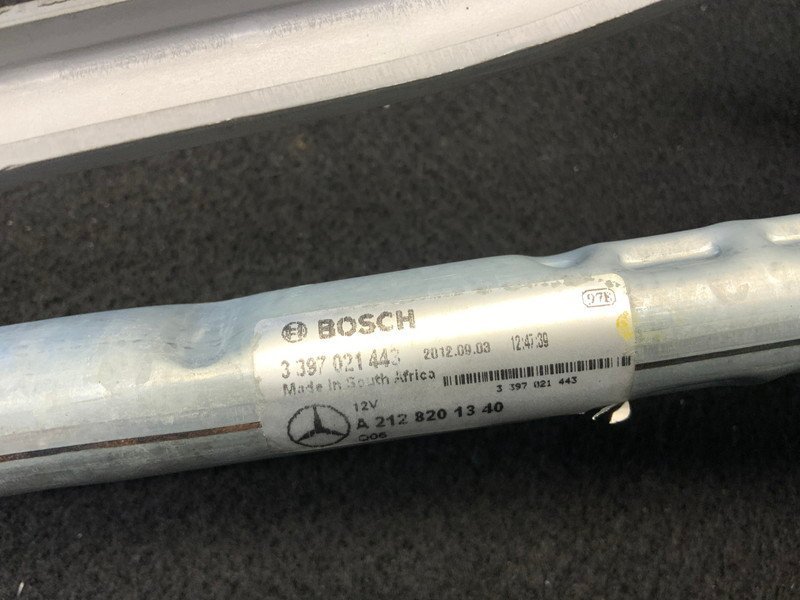 BOSCH
97E
3 397 021 443 2012.09.03 12:47:39
Made in South Africa
3 397 021 443
12V
A 212 820 13 40
Q06